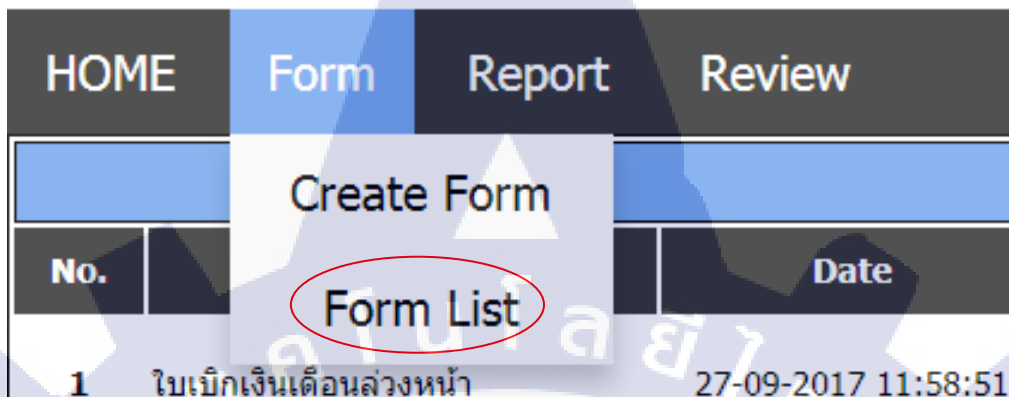 HOME Form Report Review
Create Form
No. Date
Form List
1 ใบเบิกเงินเดือนล่วงหน้า 27-09-2017 11:58:51